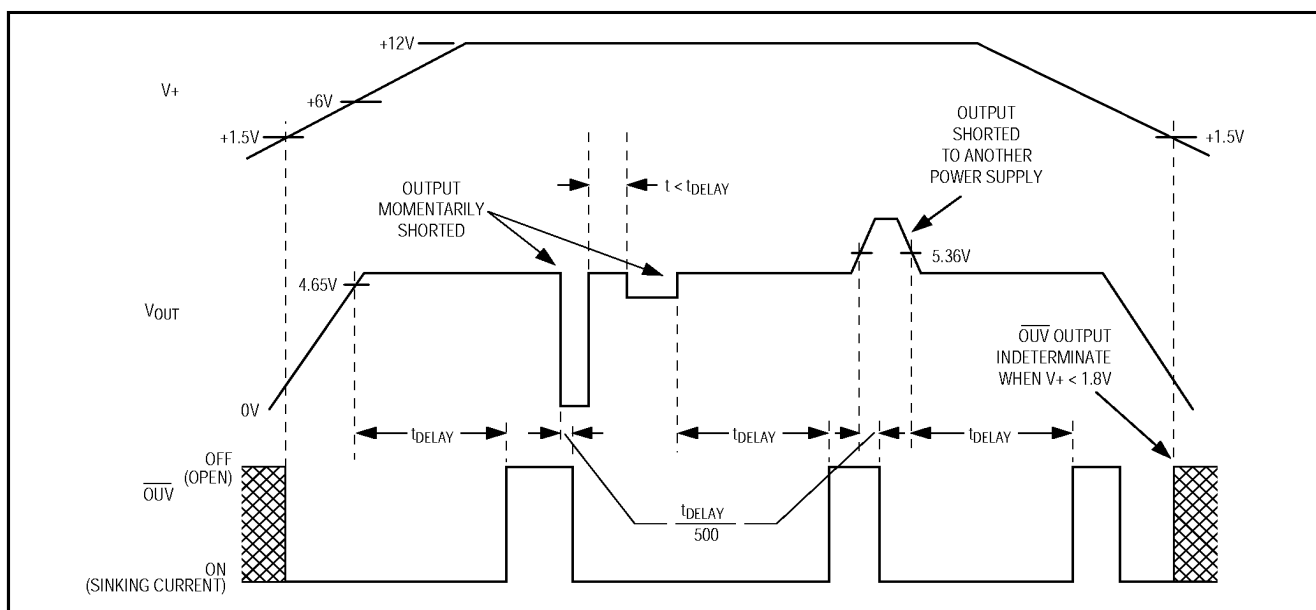 +12V
V+
+6V
+1.5V
+1.5V
OUTPUT
SHORTED
TO ANOTHER
POWER SUPPLY
t < tDELAY
OUTPUT
MOMENTARILY
SHORTED
4.65V
5.36V
VOUT
OUV OUTPUT
INDETERMINATE
WHEN V+ < 1.8V
0V
tDELAY
tDELAY
tDELAY
OFF
(OPEN)
OUV
tDELAY
500
ON
(SINKING CURRENT)